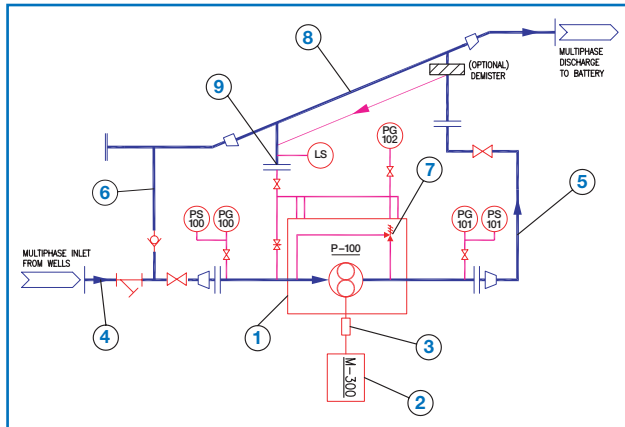 8
MULTIPHASE
DISCHARGE
TO BATTERY
(OPTIONAL)
DEMISTER
9
PG
102
LS
7
6
PS
100
PG
100
PG
101
PS
101
5
P-100
MULTIPHASE INLET
FROM WELLS
4
1
3
M-300
2